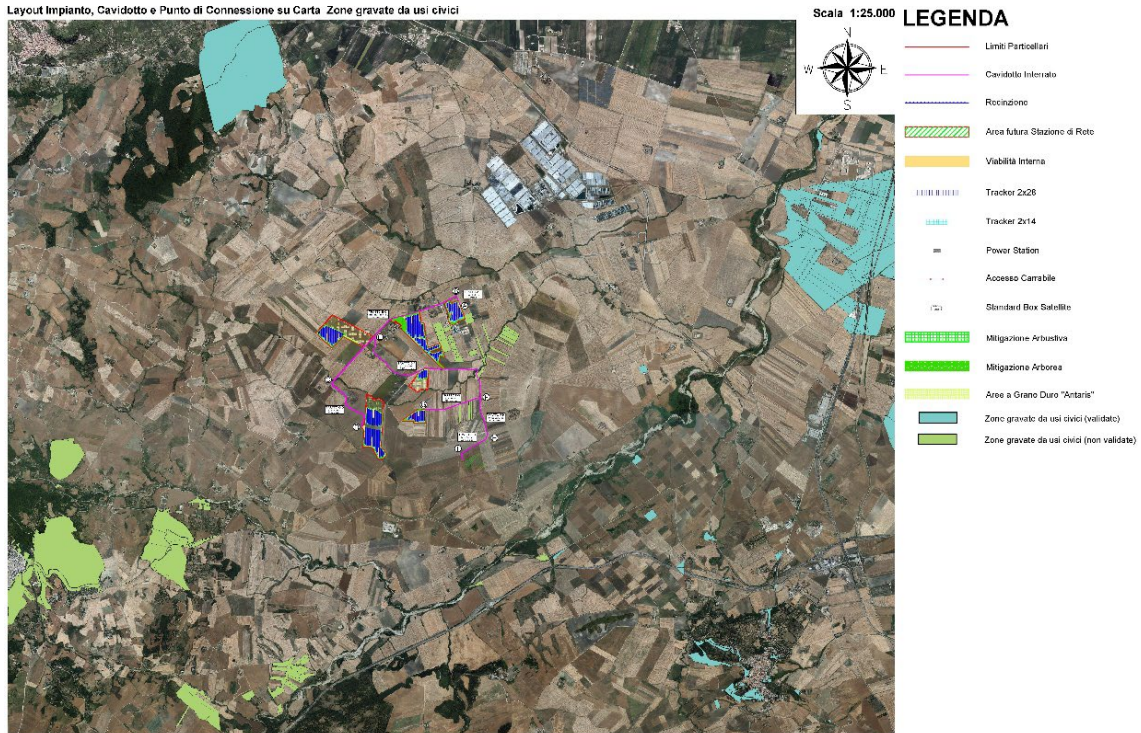 Layout Impianto, Cavidotto e Punto di Connessione su Carta Zone gravate da usi civici
Scala 1:25.000
N
W E
S
LEGENDA
Limiti Particellari
Cavidotto Interrato
Recinzione
Area futura Stazione di Rete
Viabilità Interna
Tracker 2x28
Tracker 2x14
Power Station
Accesso Carrabile
Standard Box Satellite
Mitigazione Arbustiva
Mitigazione Arborea
Aree a Grano Duro "Antaris"
Zone gravate da usi civici (validate)
Zone gravate da usi civici (non validate)